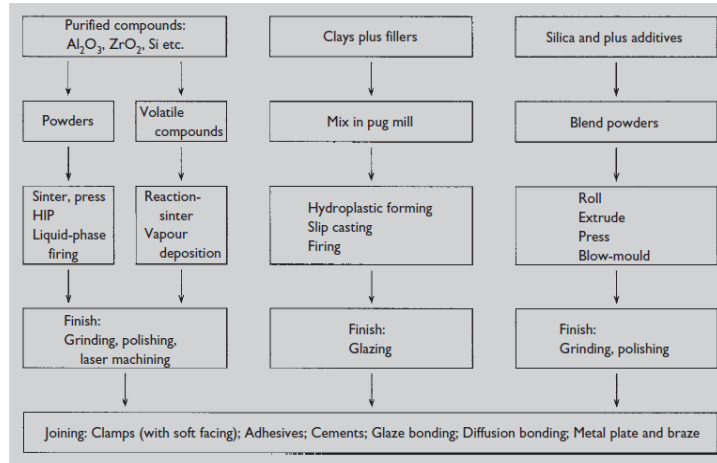 Purified compounds:
Al₂O₃, ZrO₂, Si etc.
Clays plus fillers
Silica and plus additives
Powders
Volatile
compounds
Mix in pug mill
Blend powders
Sinter, press
HIP
Liquid-phase
firing
Reaction-
sinter
Vapour
deposition
Hydroplastic forming
Slip casting
Firing
Roll
Extrude
Press
Blow-mould
Finish:
Grinding, polishing,
laser machining
Finish:
Glazing
Finish:
Grinding, polishing
Joining: Clamps (with soft facing); Adhesives; Cements; Glaze bonding; Diffusion bonding; Metal plate and braze